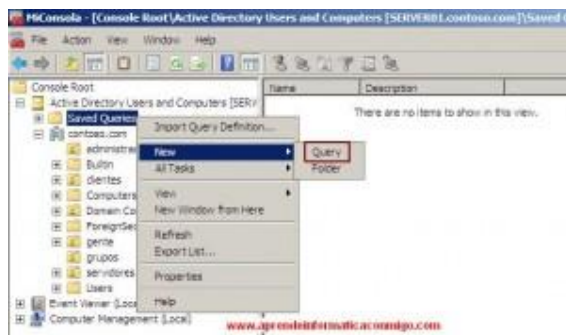 MiConsola - [Console Root\Active Directory Users and Computers [SERVER01.contoso.com]\Saved
File Action View Window Help
Console Root
Name Description
Active Directory Users and Computers [SERV
There are no items to show in this view.
Saved Queries
Import Query Definition...
contoso.com
New
Query
Builtin
All Tasks
Folder
clientes
Computers
View
Domain Co
New Window from Here
ForeignSec
gente
Refresh
grupos
Export List...
servidores
Properties
Users
Help
Event Viewer (Loca
Computer Management (Local)
www.aprendeinformaticaconmigo.com